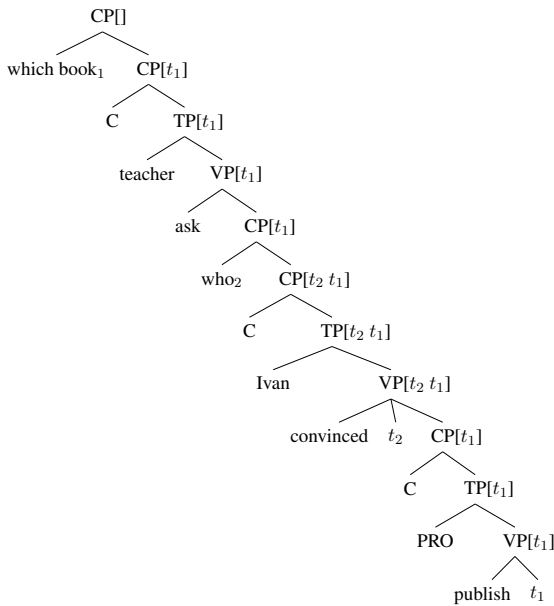 CP[]
which book₁ CP[t₁]
C TP[t₁]
teacher VP[t₁]
ask CP[t₁]
who₂ CP[t₂ t₁]
C TP[t₂ t₁]
Ivan VP[t₂ t₁]
convinced t₂ CP[t₁]
C TP[t₁]
PRO VP[t₁]
publish t₁